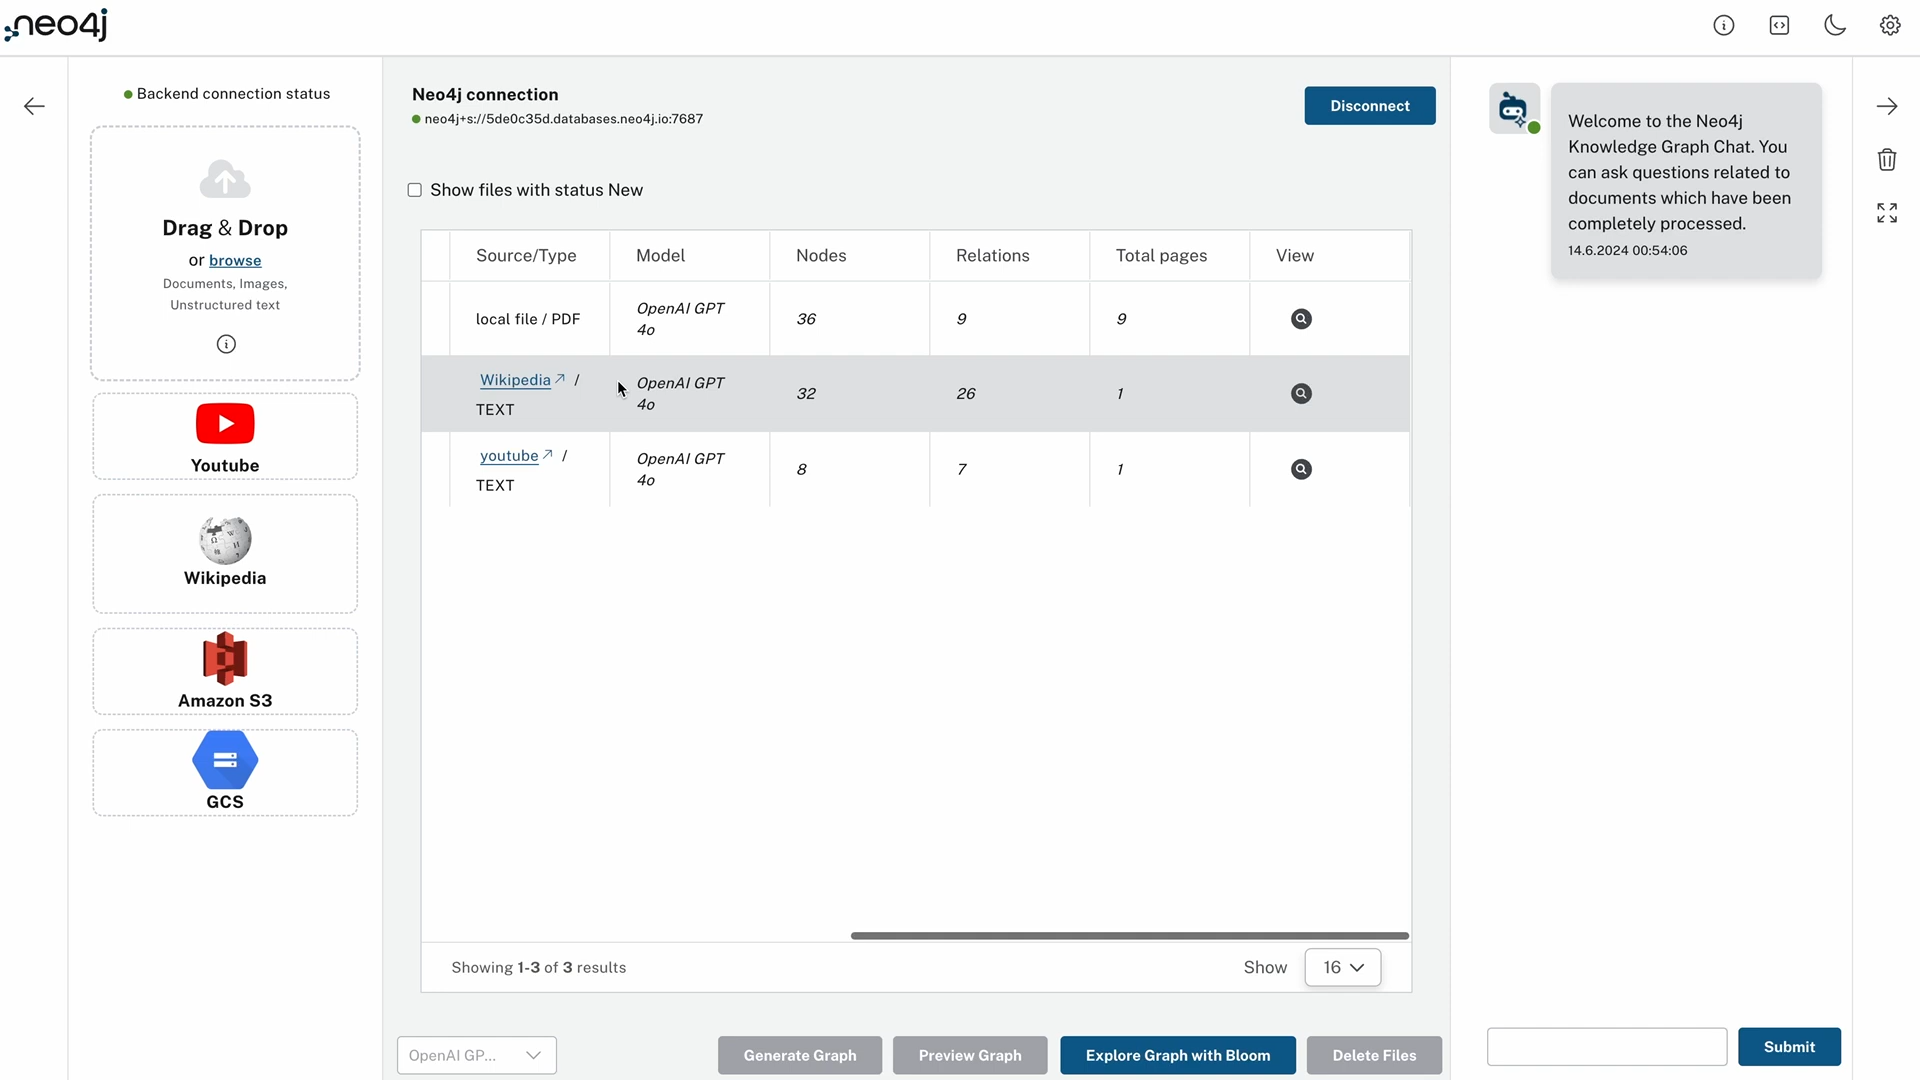 neo4j
Backend connection status
Drag & Drop
or browse
Documents, Images,
Unstructured text
Youtube
Wikipedia
Amazon S3
GCS
Neo4j connection
neo4j+s://5de0c35d.databases.neo4j.io:7687
Disconnect
Show files with status New
Source/Type Model Nodes Relations Total pages View
local file / PDF OpenAI GPT 4o 36 9 9
Wikipedia / TEXT OpenAI GPT 4o 32 26 1
youtube / TEXT OpenAI GPT 4o 8 7 1
Showing 1-3 of 3 results
Show 16
OpenAI GP...
Generate Graph
Preview Graph
Explore Graph with Bloom
Delete Files
Welcome to the Neo4j
Knowledge Graph Chat. You
can ask questions related to
documents which have been
completely processed.
14.6.2024 00:54:06
Submit